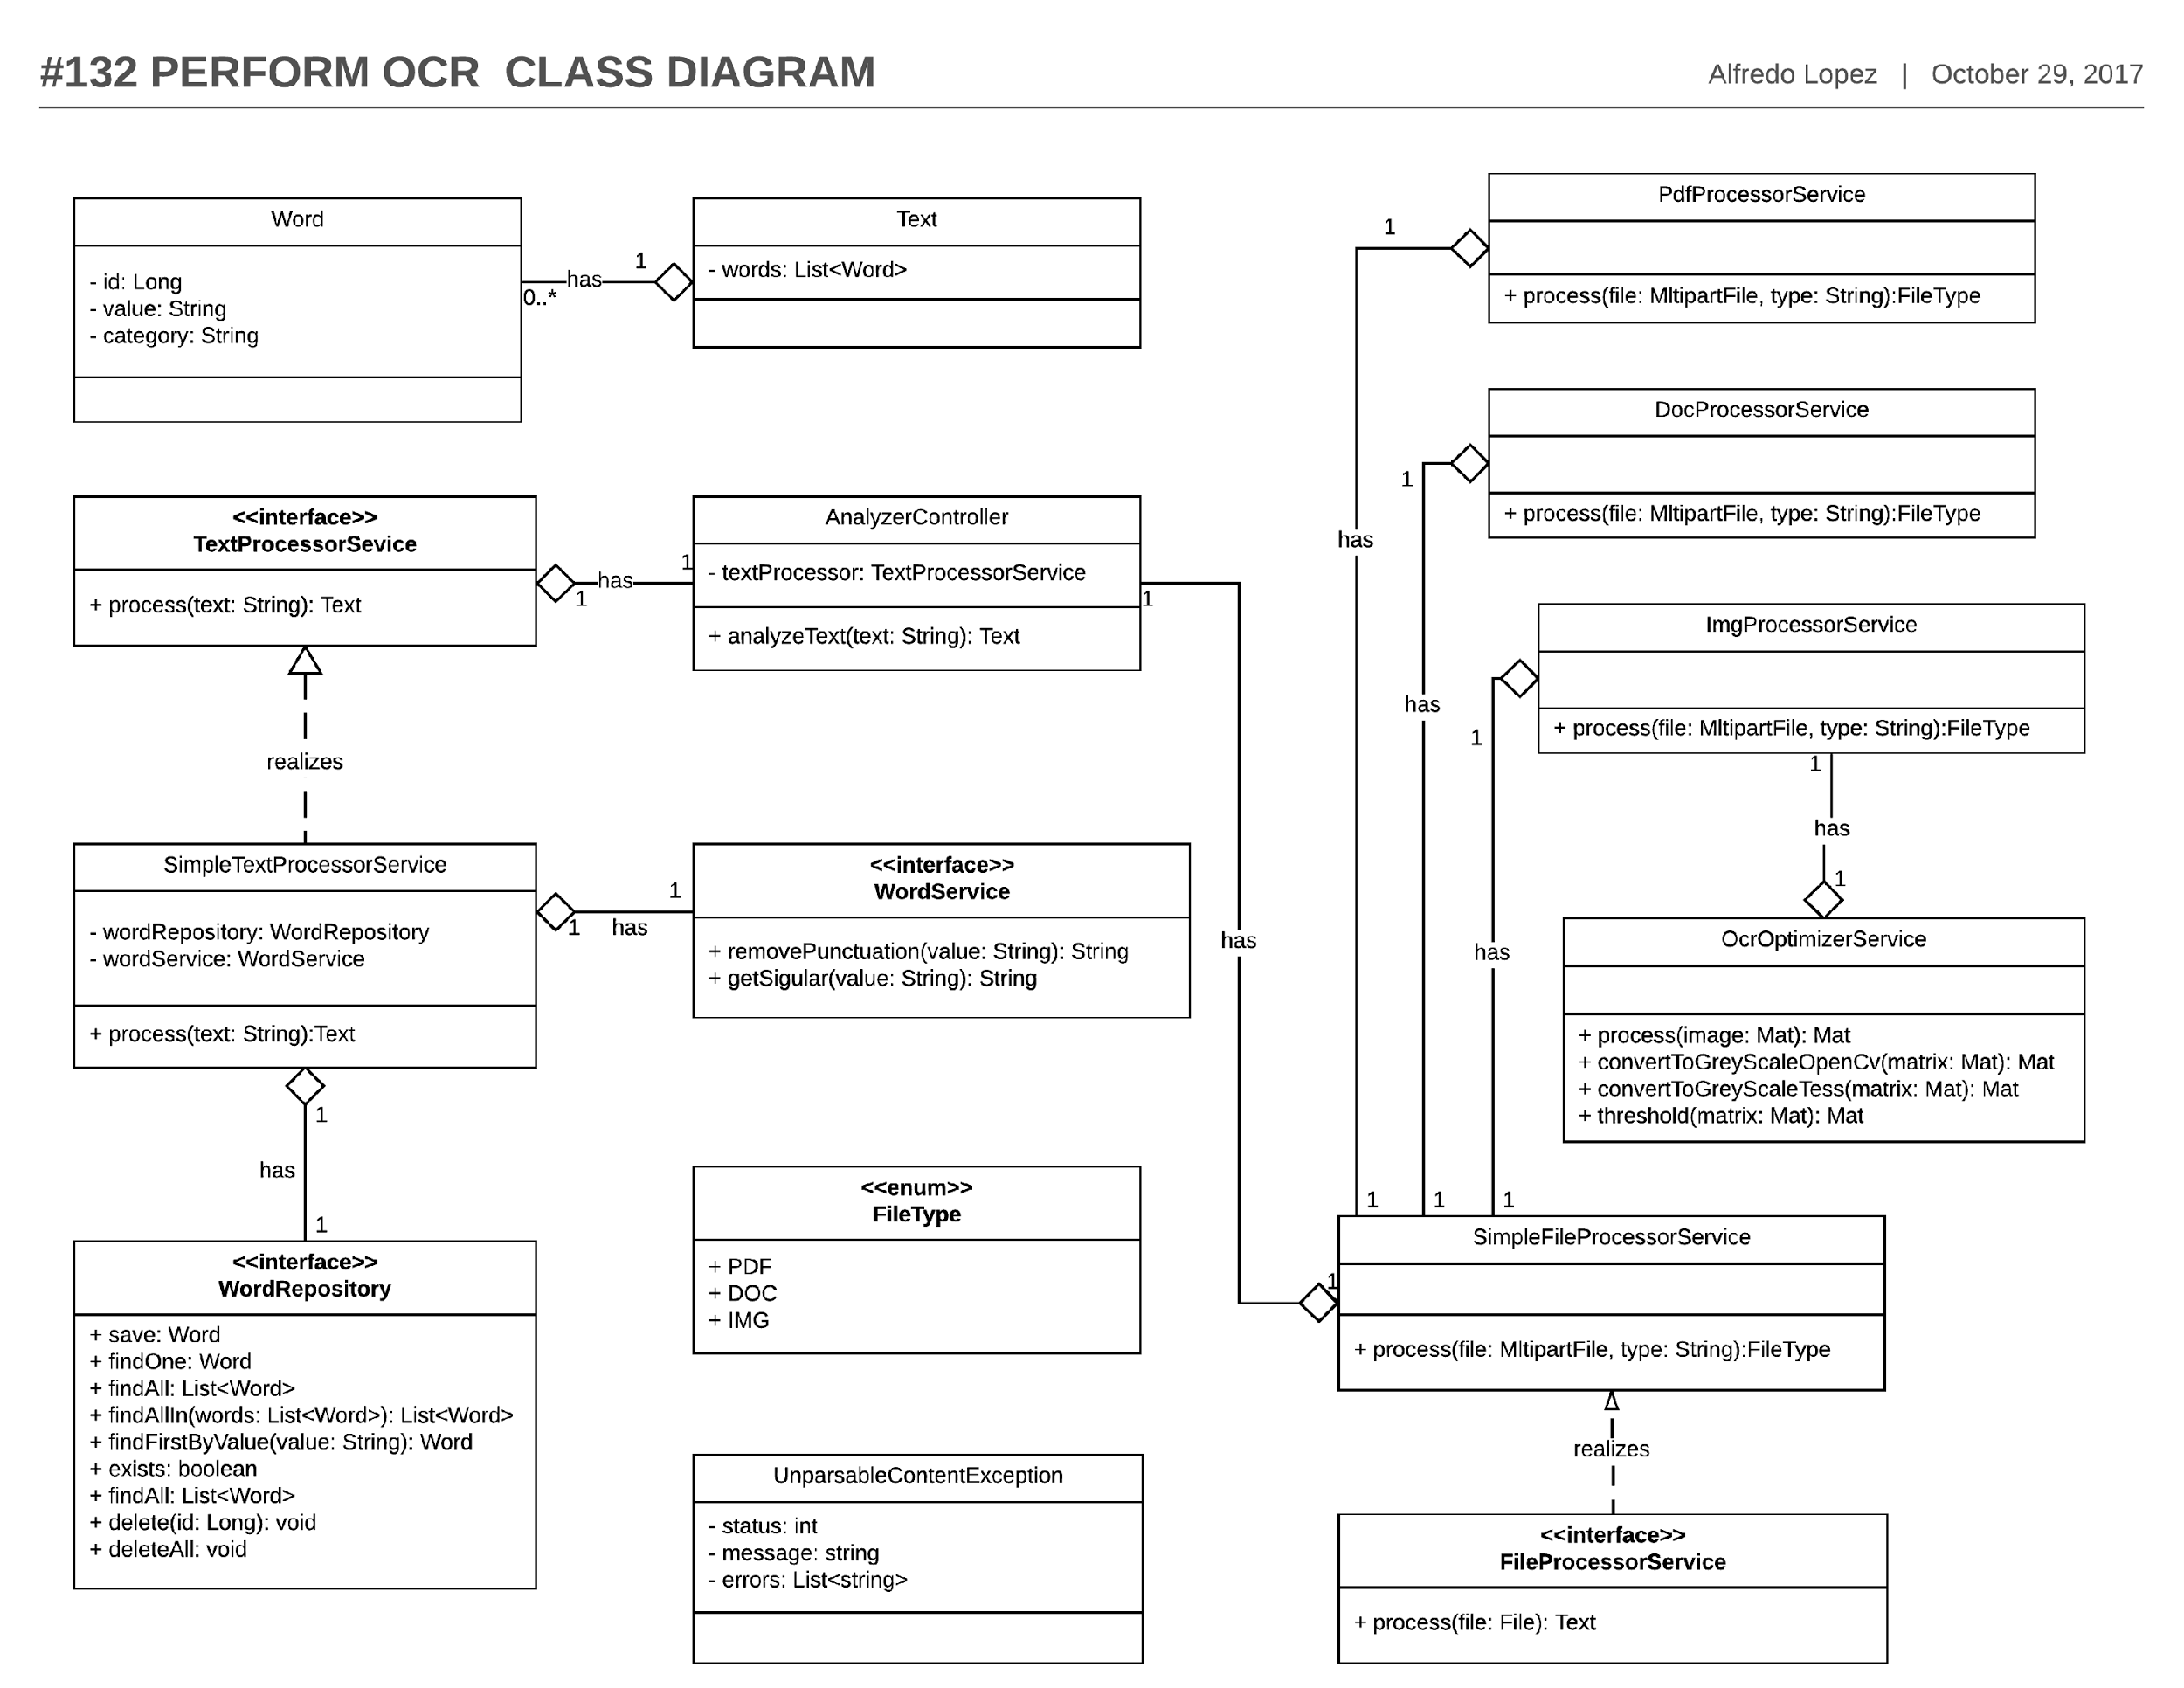 #132 PERFORM OCR  CLASS DIAGRAM
Alfredo Lopez | October 29, 2017
Word
- id: Long
- value: String
- category: String
0..*
has
1
Text
- words: List<Word>
<<interface>>
TextProcessorSevice
+ process(text: String): Text
1
has
1
AnalyzerController
- textProcessor: TextProcessorService
+ analyzeText(text: String): Text
1
has
1
realizes
SimpleTextProcessorService
- wordRepository: WordRepository
- wordService: WordService
+ process(text: String):Text
1
has
1
<<interface>>
WordService
+ removePunctuation(value: String): String
+ getSigular(value: String): String
1
has
1
<<interface>>
WordRepository
+ save: Word
+ findOne: Word
+ findAll: List<Word>
+ findAllIn(words: List<Word>): List<Word>
+ findFirstByValue(value: String): Word
+ exists: boolean
+ findAll: List<Word>
+ delete(id: Long): void
+ deleteAll: void
<<enum>>
FileType
+ PDF
+ DOC
+ IMG
UnparsableContentException
- status: int
- message: string
- errors: List<string>
PdfProcessorService
+ process(file: MltipartFile, type: String):FileType
1
has
1
DocProcessorService
+ process(file: MltipartFile, type: String):FileType
1
has
1
ImgProcessorService
+ process(file: MltipartFile, type: String):FileType
1
has
1
1
has
1
OcrOptimizerService
+ process(image: Mat): Mat
+ convertToGreyScaleOpenCv(matrix: Mat): Mat
+ convertToGreyScaleTess(matrix: Mat): Mat
+ threshold(matrix: Mat): Mat
SimpleFileProcessorService
+ process(file: MltipartFile, type: String):FileType
realizes
<<interface>>
FileProcessorService
+ process(file: File): Text